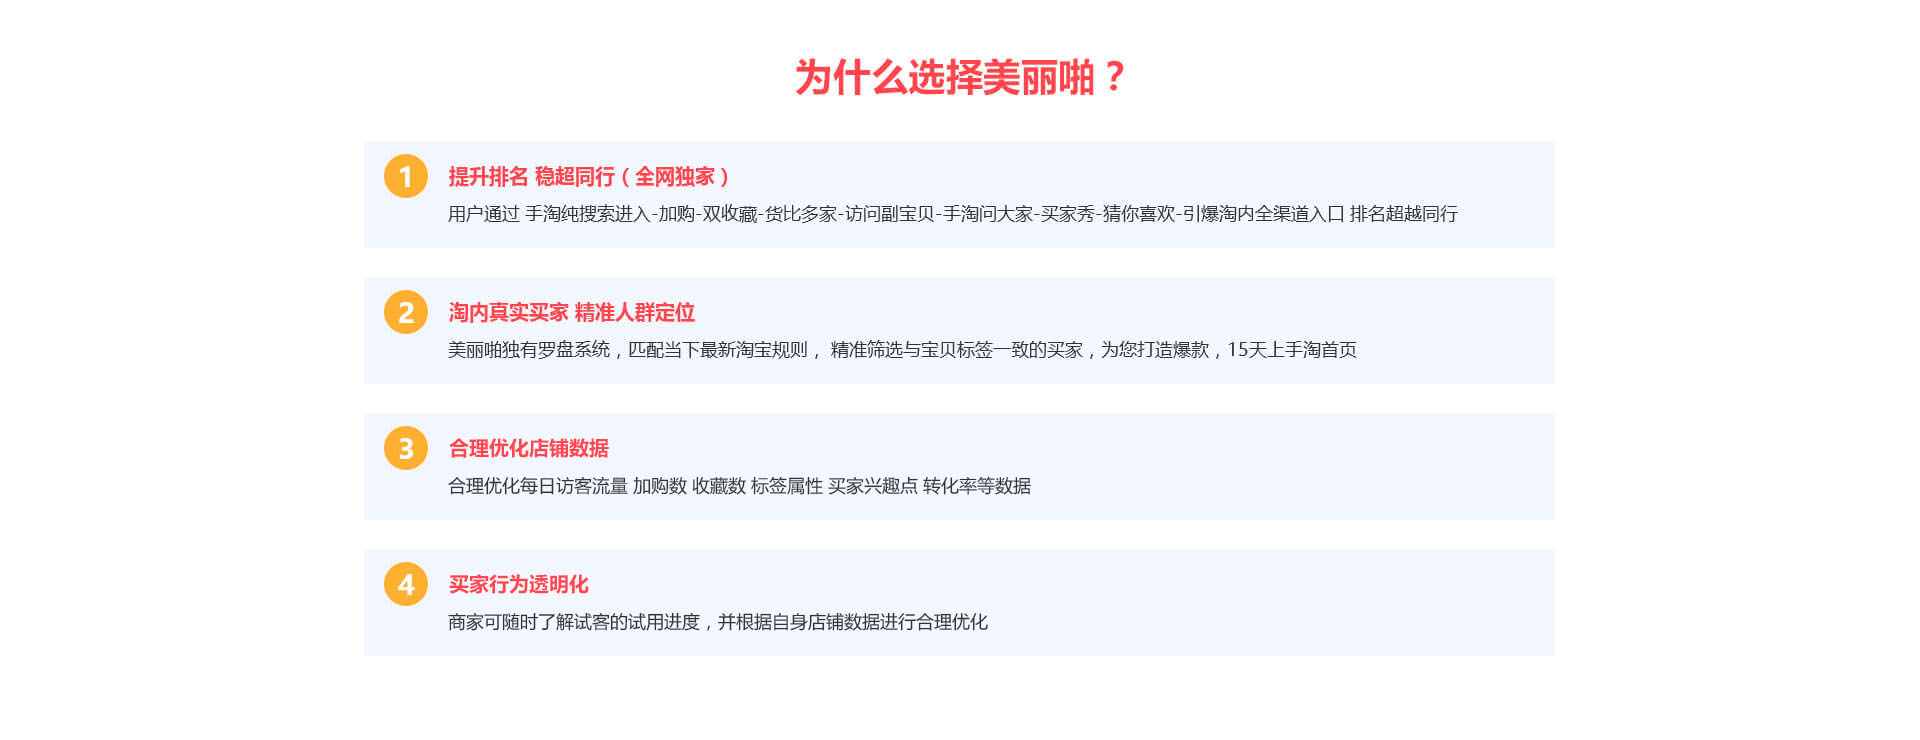 为什么选择美丽啪？
1
提升排名 稳超同行（全网独家）
用户通过 手淘纯搜索进入-加购-双收藏-货比多家-访问副宝贝-手淘问大家-买家秀-猜你喜欢-引爆淘内全渠道入口 排名超越同行
2
淘内真实买家 精准人群定位
美丽啪独有罗盘系统，匹配当下最新淘宝规则， 精准筛选与宝贝标签一致的买家，为您打造爆款，15天上手淘首页
3
合理优化店铺数据
合理优化每日访客流量 加购数 收藏数 标签属性 买家兴趣点 转化率等数据
4
买家行为透明化
商家可随时了解试客的试用进度，并根据自身店铺数据进行合理优化